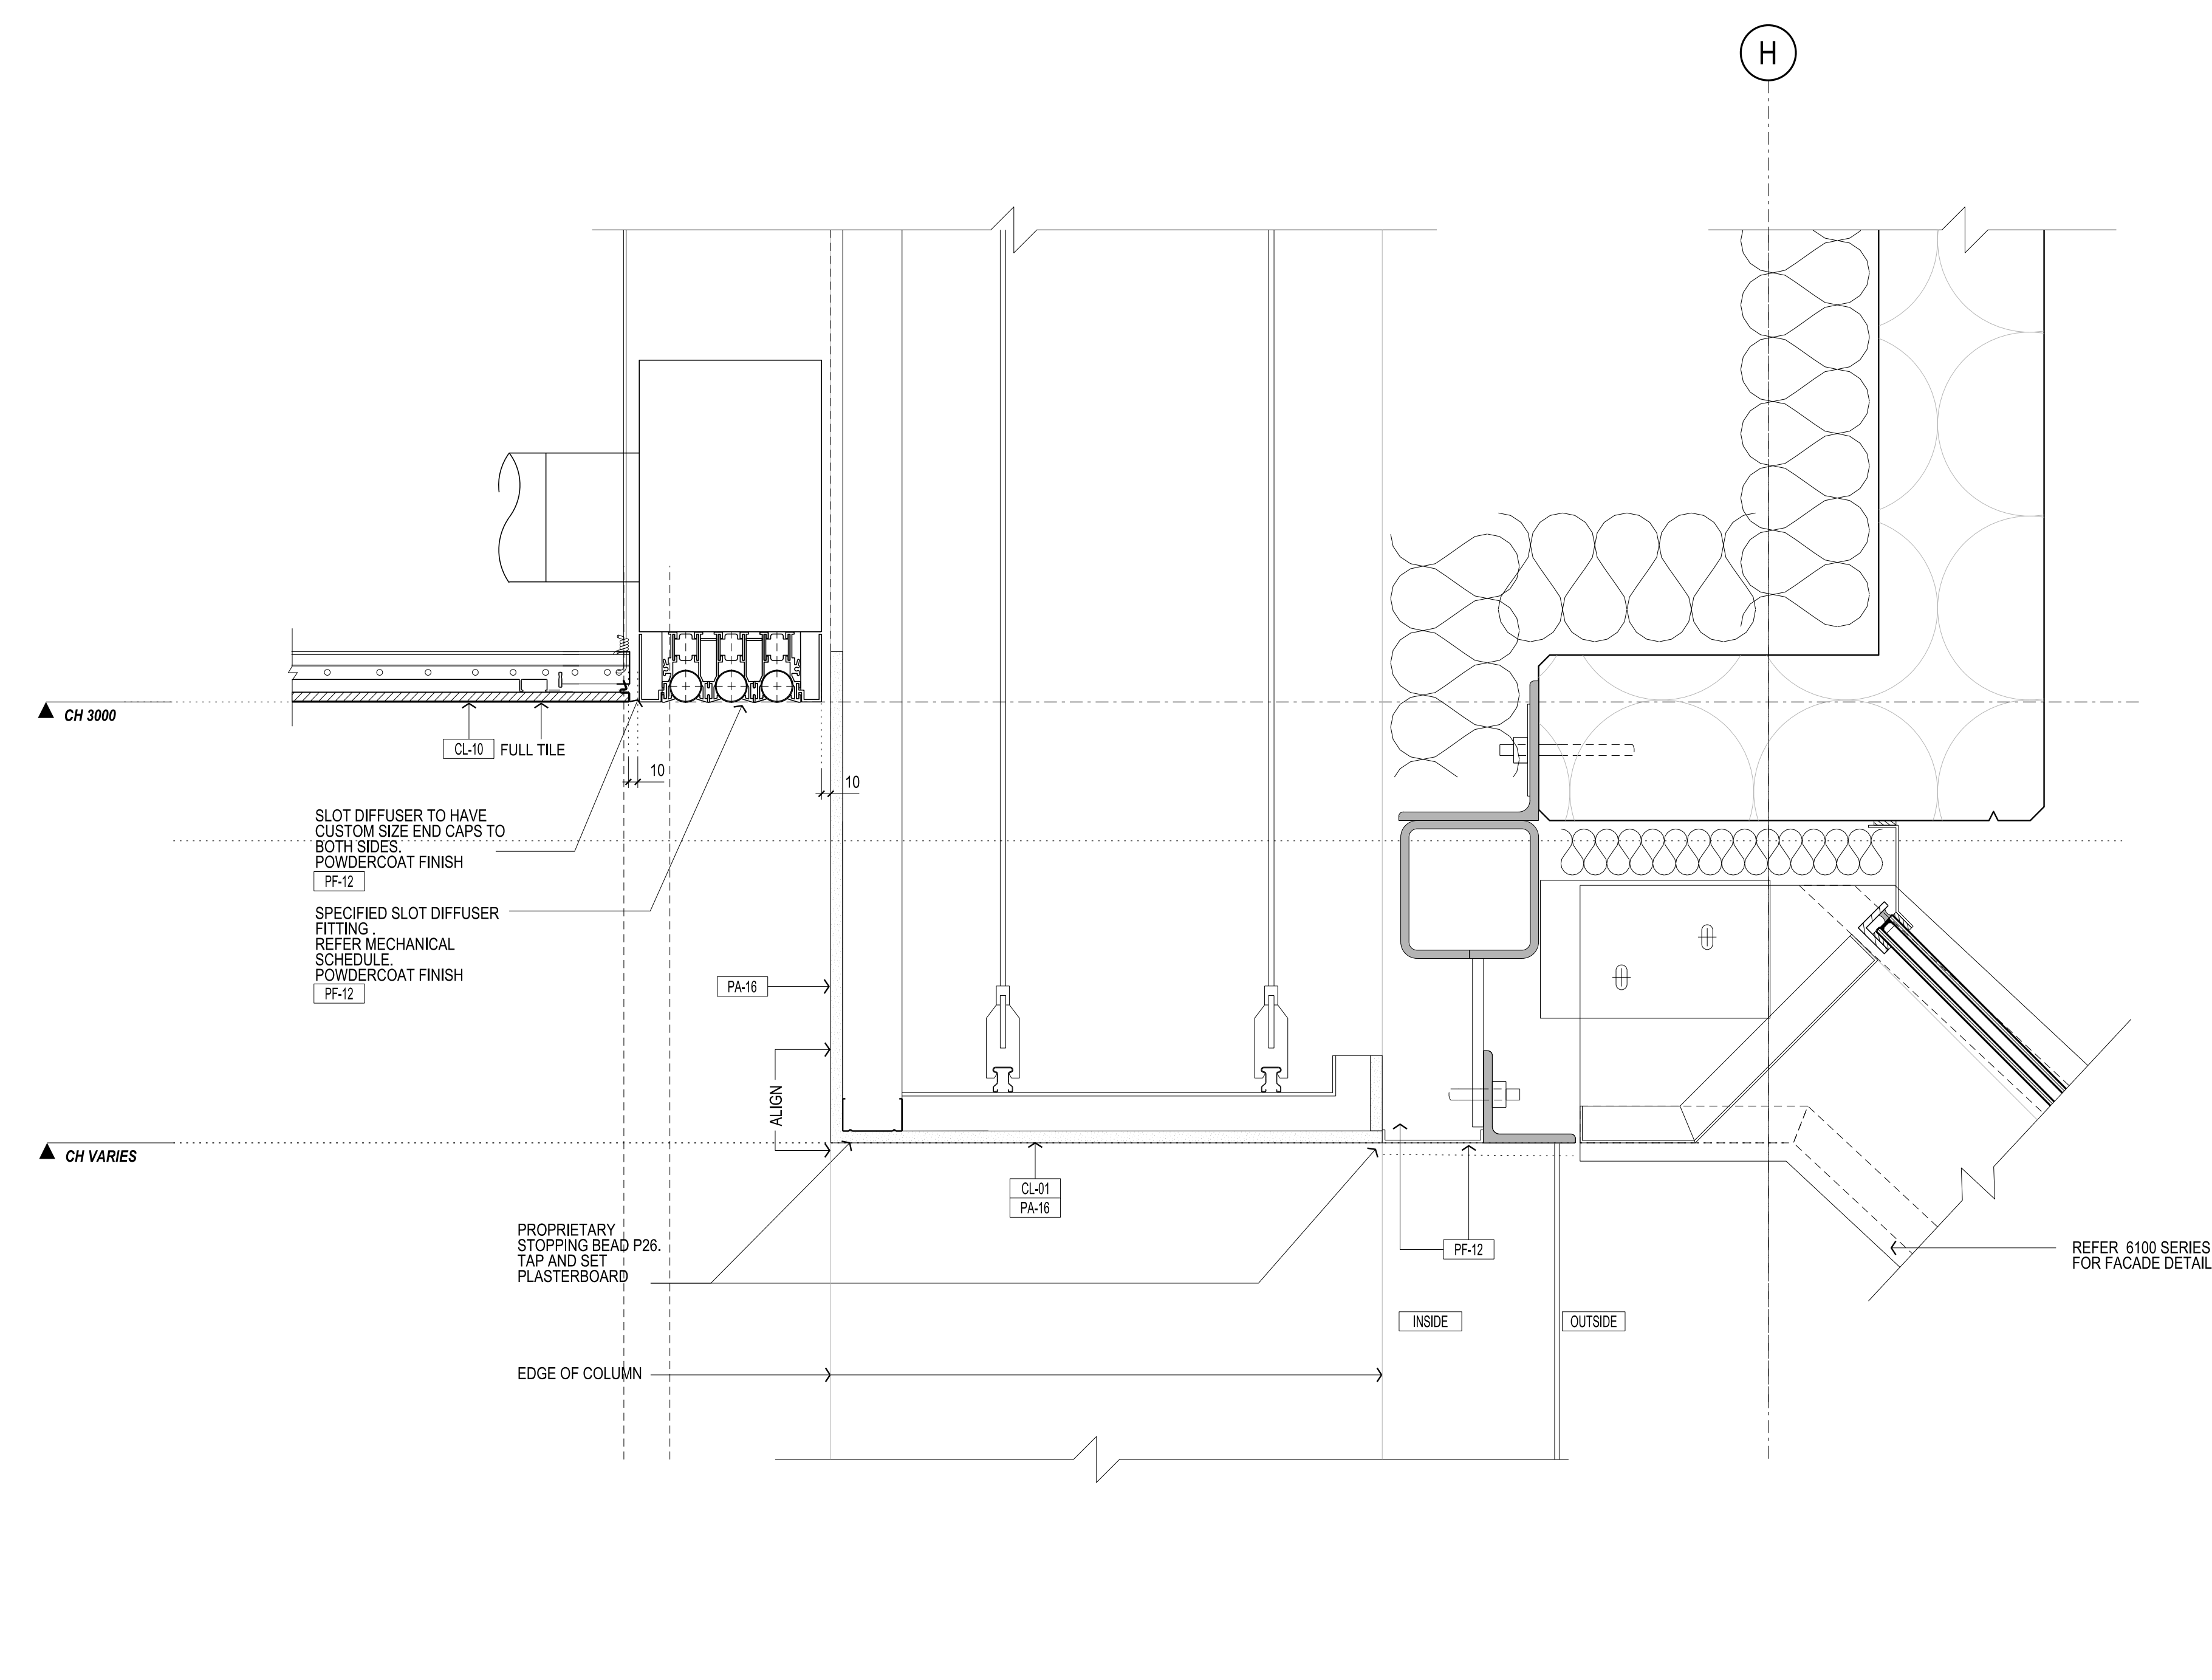 H
CH 3000
CL-10 FULL TILE
10
10
SLOT DIFFUSER TO HAVE
CUSTOM SIZE END CAPS TO
BOTH SIDES.
POWDERCOAT FINISH
PF-12
SPECIFIED SLOT DIFFUSER
FITTING .
REFER MECHANICAL
SCHEDULE.
POWDERCOAT FINISH
PF-12
PA-16
ALIGN
CH VARIES
CL-01
PA-16
PROPRIETARY
STOPPING BEAD P26.
TAP AND SET
PLASTERBOARD
PF-12
REFER 6100 SERIES
FOR FACADE DETAIL
INSIDE
OUTSIDE
EDGE OF COLUMN